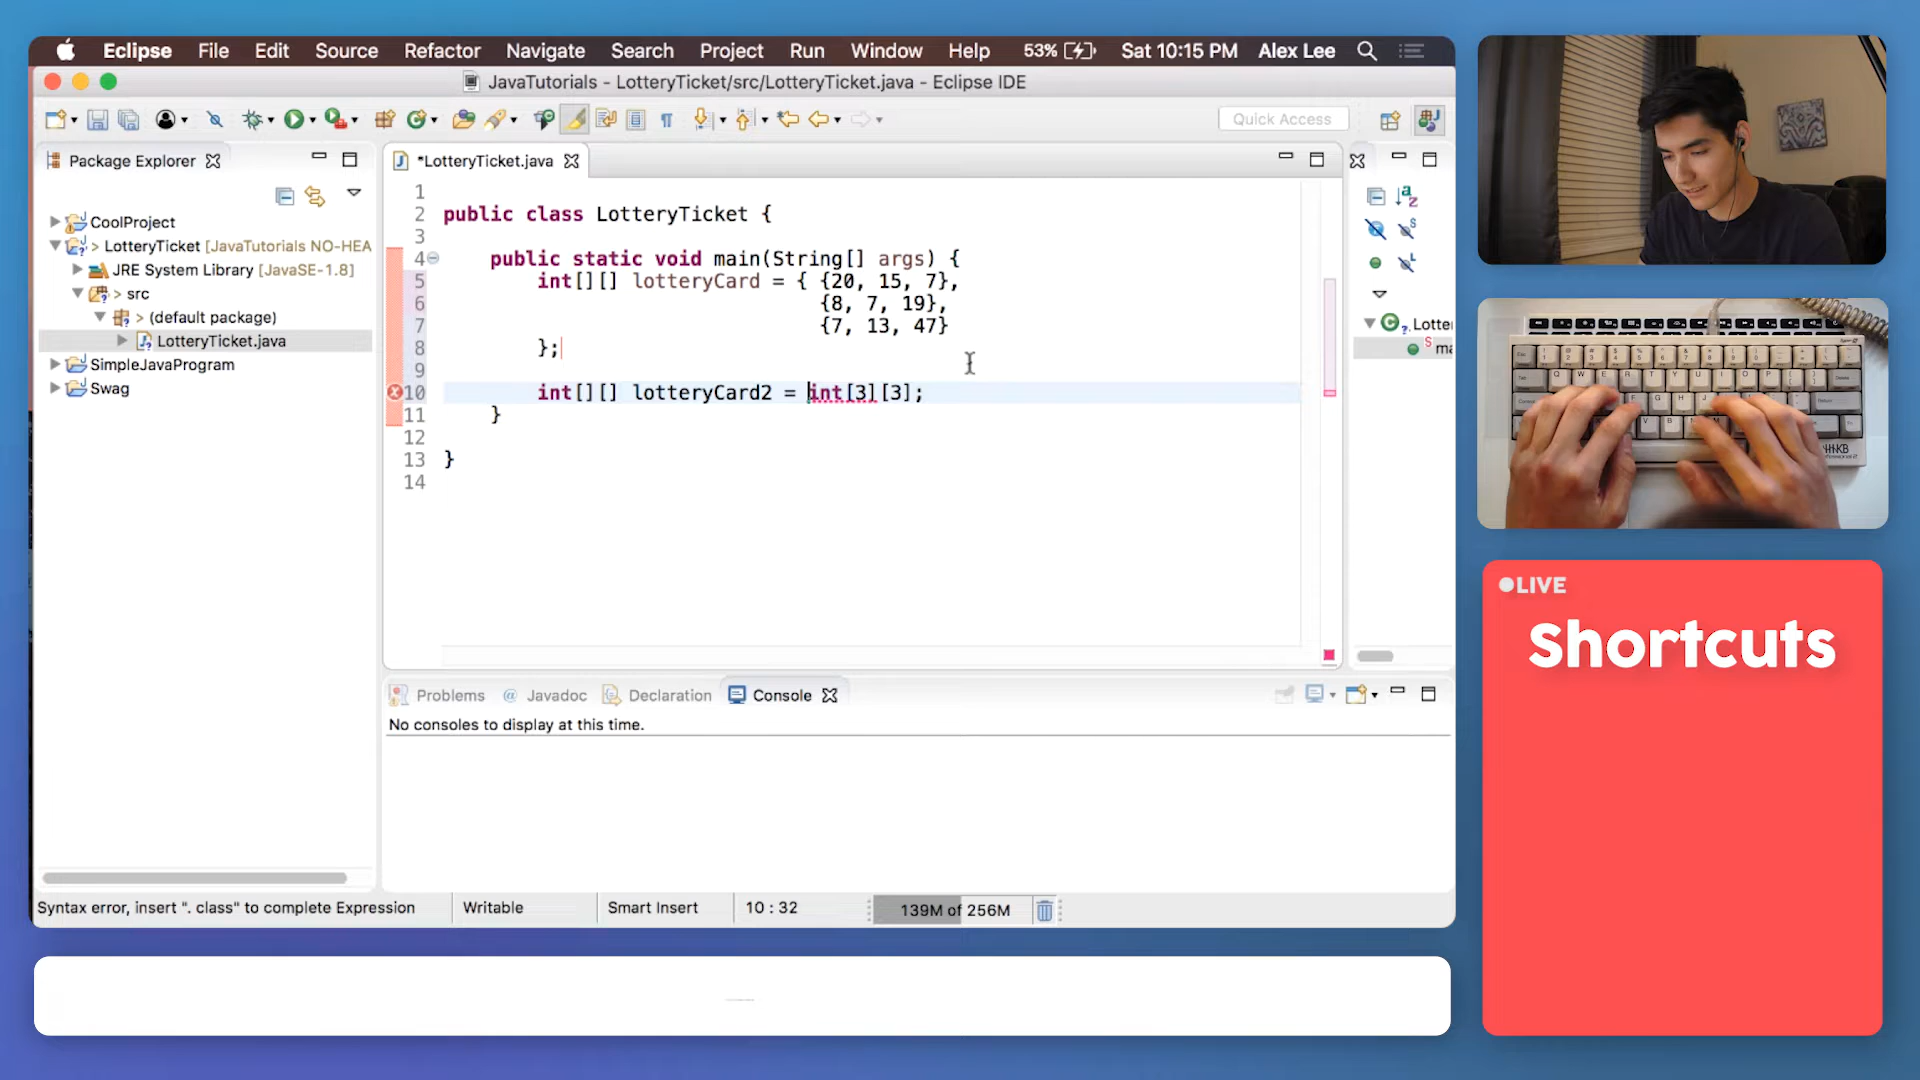 Eclipse File Edit Source Refactor Navigate Search Project Run Window Help 53% Sat 10:15 PM Alex Lee
JavaTutorials - LotteryTicket/src/LotteryTicket.java - Eclipse IDE
Quick Access
Package Explorer
CoolProject
> LotteryTicket [JavaTutorials NO-HEA
JRE System Library [JavaSE-1.8]
> src
> (default package)
LotteryTicket.java
SimpleJavaProgram
Swag
*LotteryTicket.java
1
2 public class LotteryTicket {
3
4 public static void main(String[] args) {
5 int[][] lotteryCard = { {20, 15, 7},
6 {8, 7, 19},
7 {7, 13, 47}
8 };
9
10 int[][] lotteryCard2 = int[3][3];
11 }
12
13 }
14
Lotte
ma
Problems @ Javadoc Declaration Console
No consoles to display at this time.
Syntax error, insert ". class" to complete Expression Writable Smart Insert 10 : 32 139M of 256M
LIVE
Shortcuts